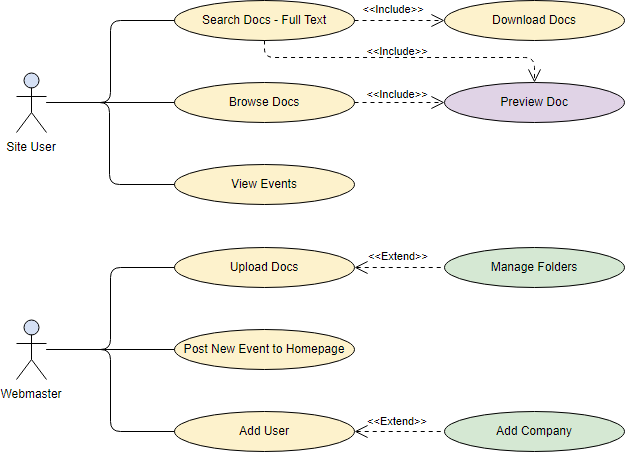 Search Docs - Full Text
<<Include>>
Download Docs
<<Include>>
Browse Docs
<<Include>>
Preview Doc
Site User
View Events
Upload Docs
<<Extend>>
Manage Folders
Post New Event to Homepage
Webmaster
Add User
<<Extend>>
Add Company